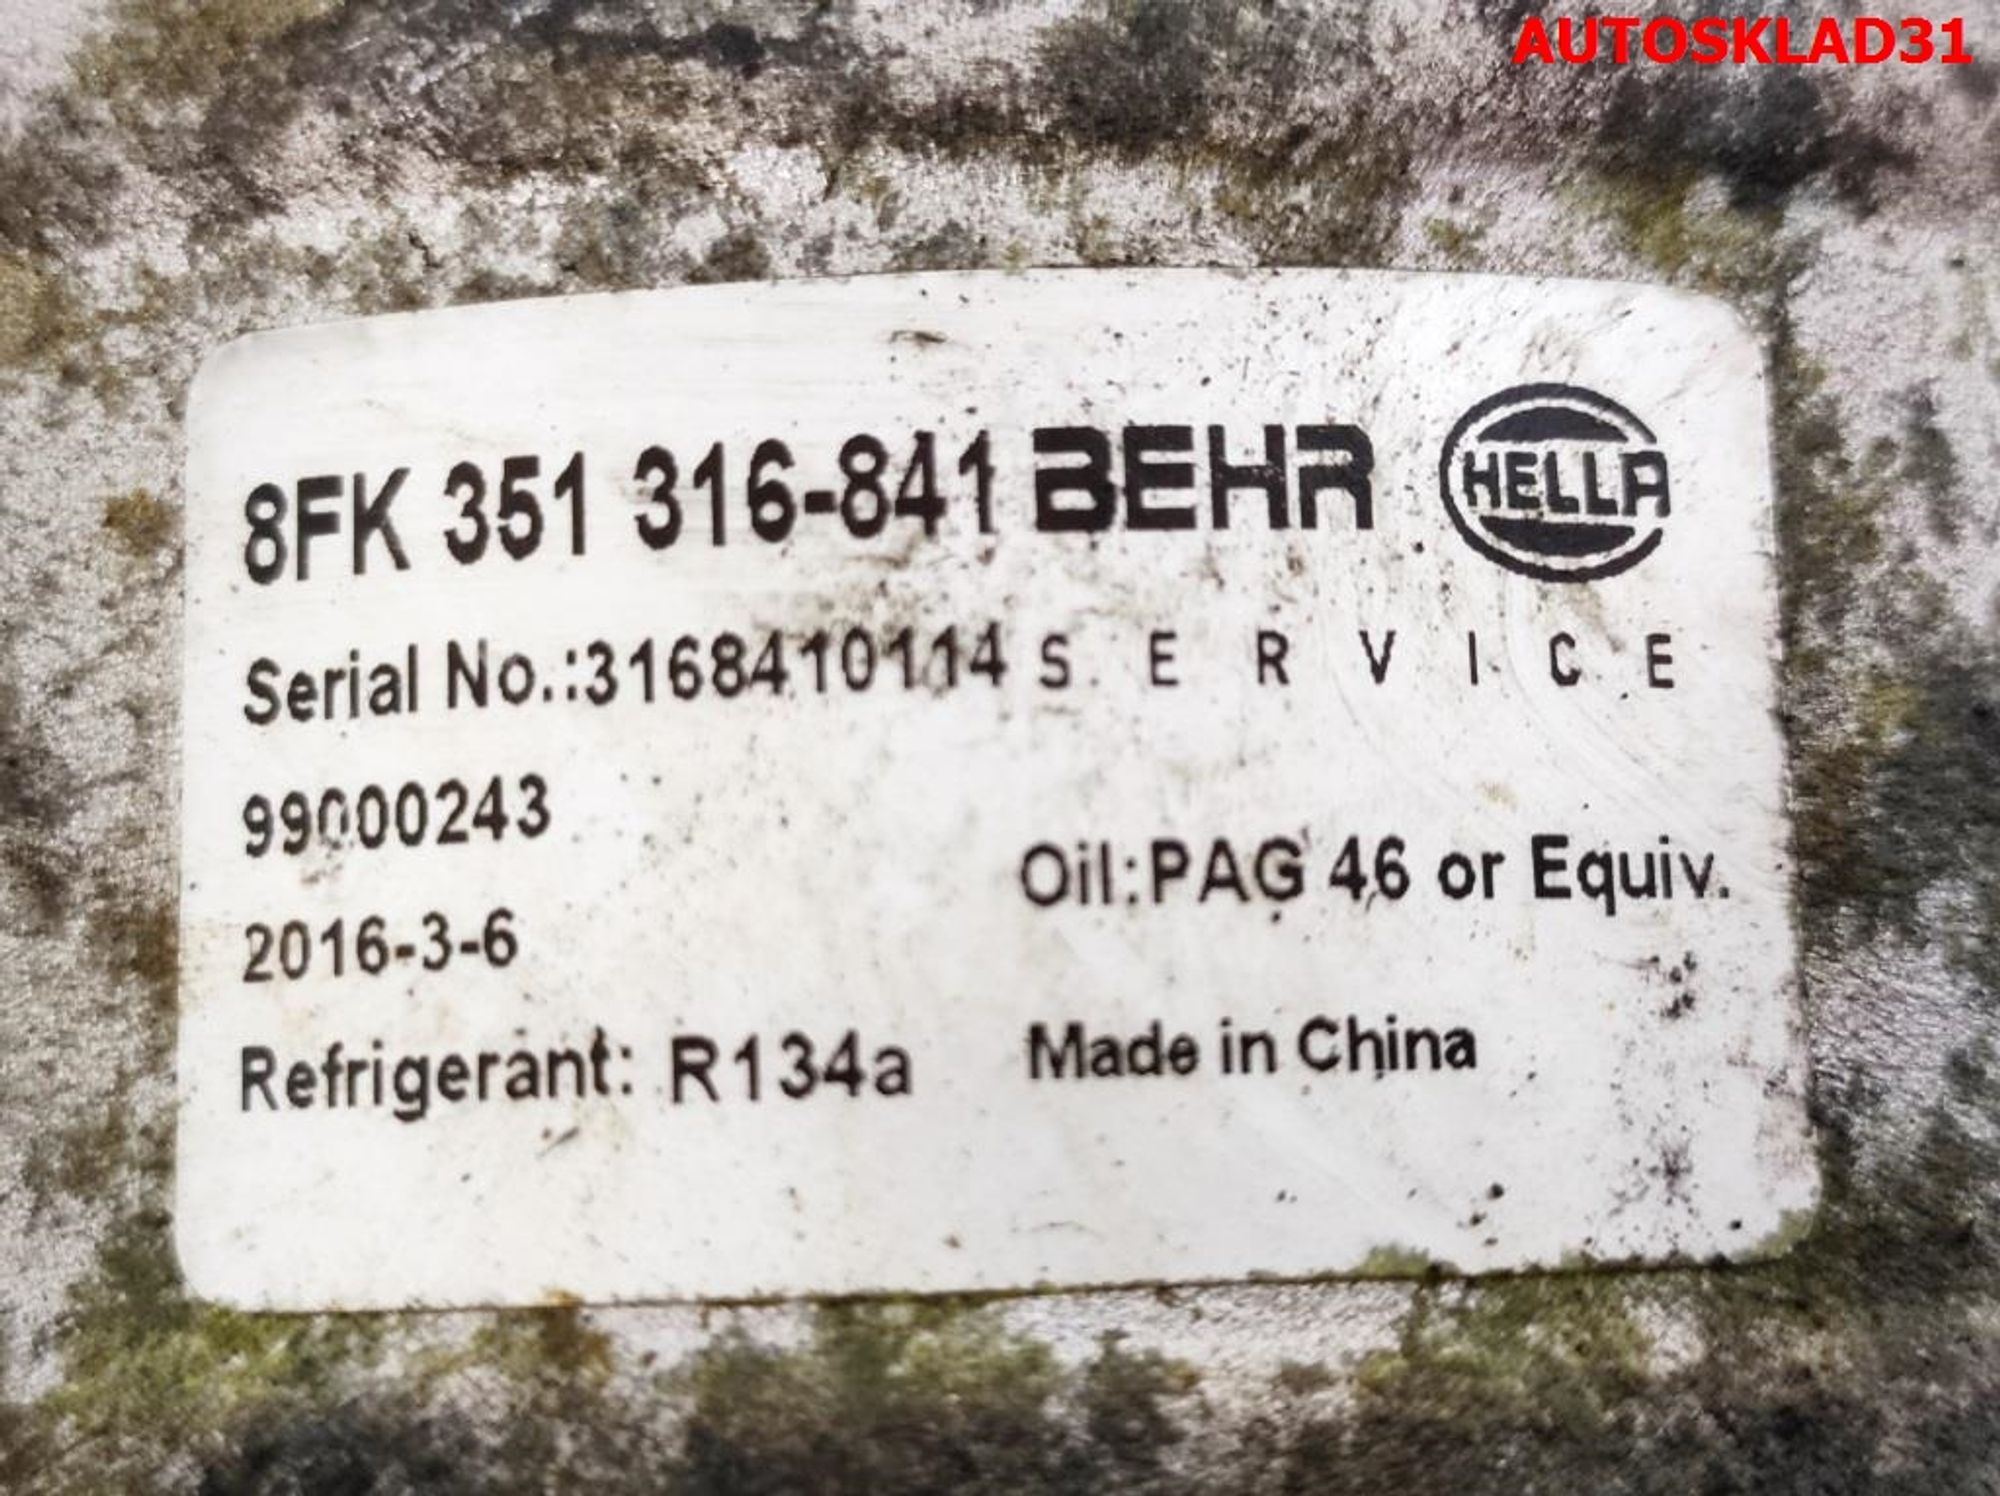 AUTOSKLAD31
8FK 351 316-841 BEHR HELLA
Serial No.:3168410114 SERVICE
99000243
Oil:PAG 46 or Equiv.
2016-3-6
Refrigerant: R134a Made in China